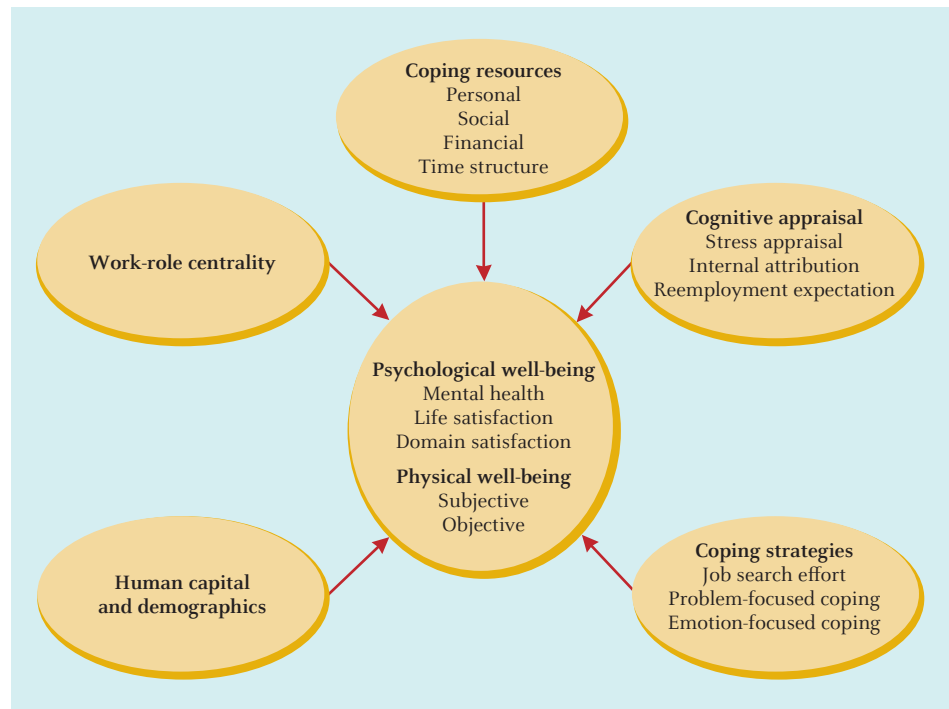 Coping resources
Personal
Social
Financial
Time structure
Work-role centrality
Cognitive appraisal
Stress appraisal
Internal attribution
Reemployment expectation
Psychological well-being
Mental health
Life satisfaction
Domain satisfaction
Physical well-being
Subjective
Objective
Human capital
and demographics
Coping strategies
Job search effort
Problem-focused coping
Emotion-focused coping